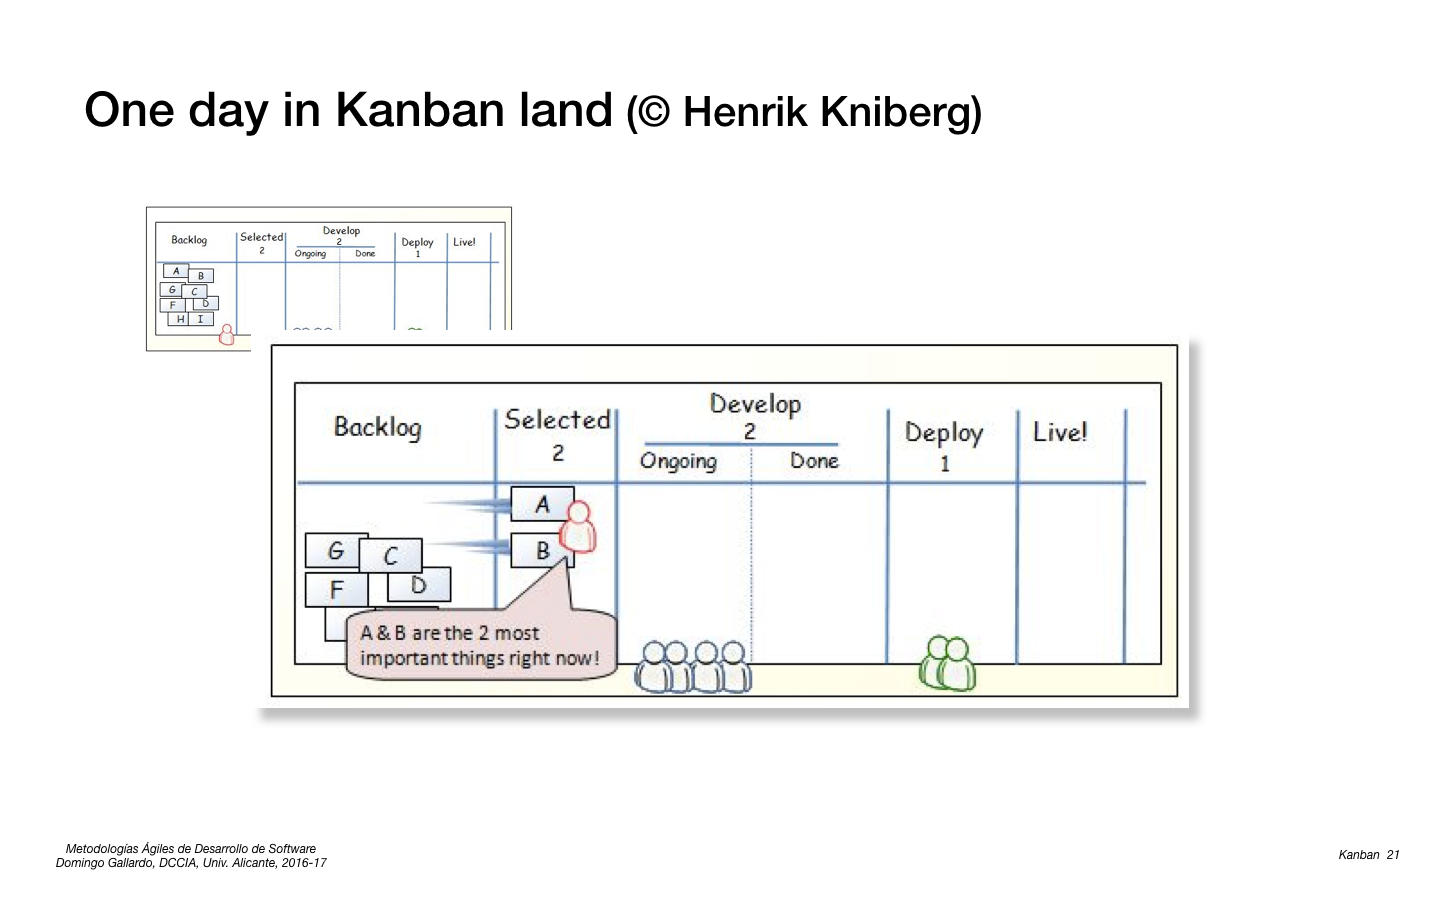 One day in Kanban land (© Henrik Kniberg)
Backlog
Selected
2
Develop
2
Ongoing
Done
Deploy
1
Live!
A
B
G
C
F
D
H
I
Backlog
Selected
2
Develop
2
Ongoing
Done
Deploy
1
Live!
A
B
G
C
F
D
A & B are the 2 most
important things right now!
Metodologías Ágiles de Desarrollo de Software
Domingo Gallardo, DCCIA, Univ. Alicante, 2016-17
Kanban 21